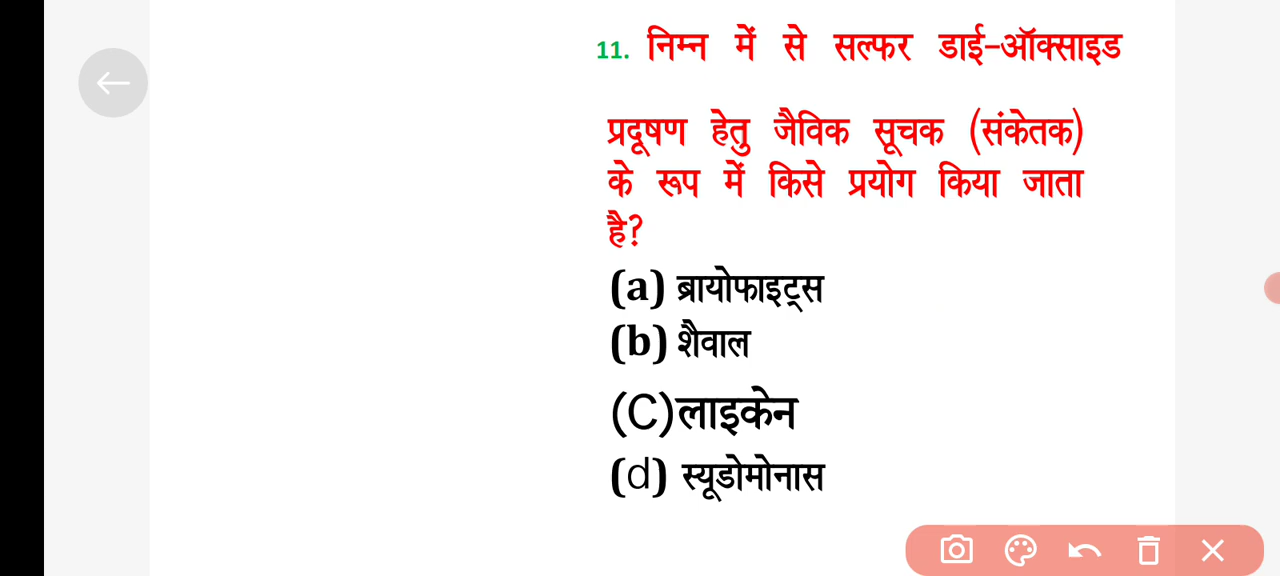 11. निम्न में से सल्फर डाई-ऑक्साइड
प्रदूषण हेतु जैविक सूचक (संकेतक)
के रूप में किसे प्रयोग किया जाता
है?
(a) ब्रायोफाइट्स
(b) शैवाल
(C)लाइकेन
(d) स्यूडोमोनास